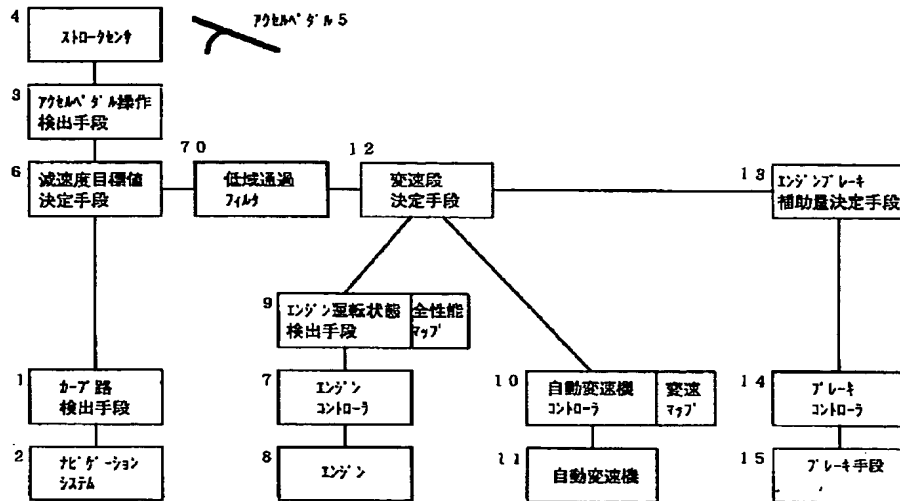 4
ストロークセンサ
アクセルペダル5
3
アクセルペダル操作
検出手段
6
減速度目標値
決定手段
70
低域通過
フィルタ
12
変速段
決定手段
13
エンジンブレーキ
補助量決定手段
9
エンジン運転状態
検出手段
全性能
マップ
1
カーブ路
検出手段
7
エンジン
コントローラ
10
自動変速機
コントローラ
変速
マップ
14
ブレーキ
コントローラ
2
ナビゲーション
システム
8
エンジン
11
自動変速機
15
ブレーキ手段